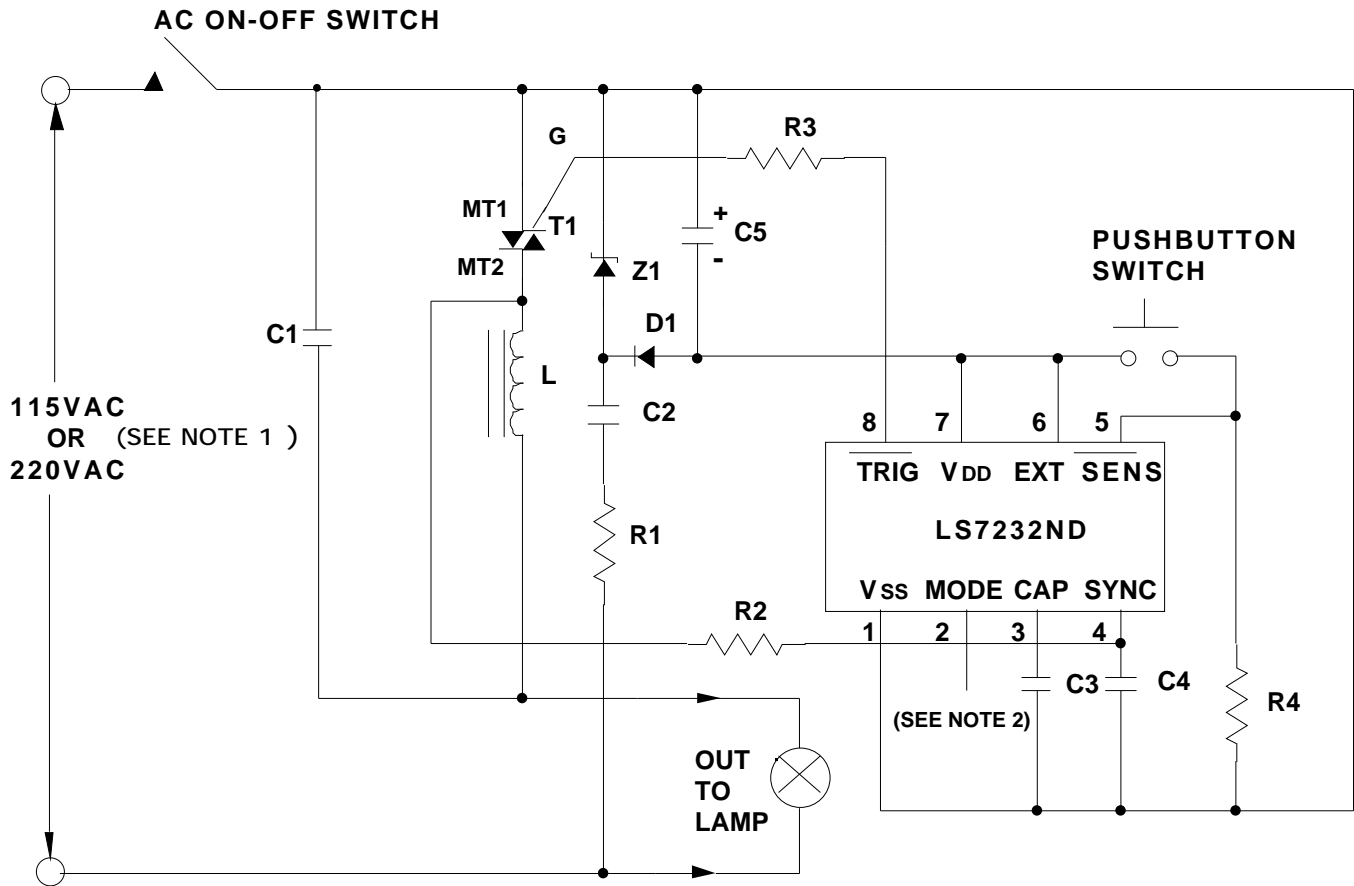 AC ON-OFF SWITCH
G
R3
MT1
T1
MT2
+
C5
-
Z1
PUSHBUTTON
SWITCH
C1
D1
L
C2
115VAC
OR (SEE NOTE 1 )
220VAC
8 7 6 5
TRIG VDD EXT SENS
R1
LS7232ND
VSS MODE CAP SYNC
R2
1 2 3 4
C3 C4
R4
(SEE NOTE 2)
OUT
TO
LAMP